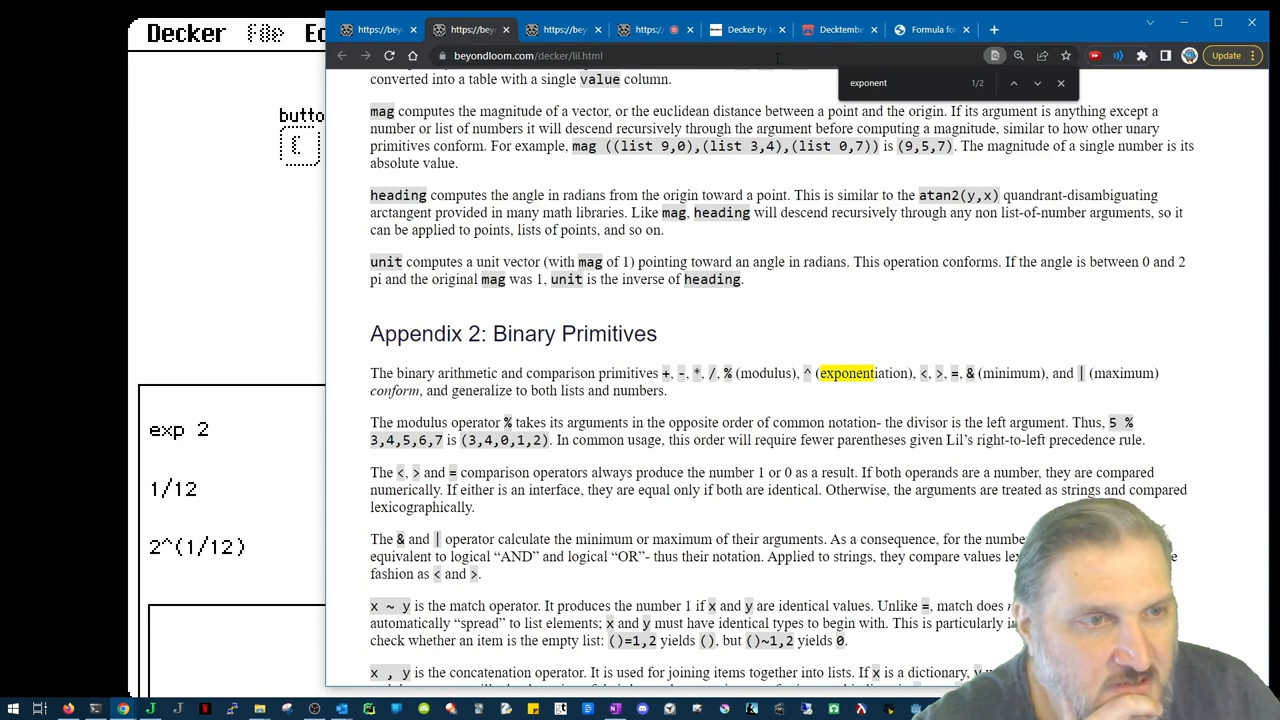 Decker File Ed
https://bey
https://bey
https://bey
https:/
Decker by I
Decktembe
Formula fo
beyondloom.com/decker/lil.html
Update
exponent 1/2
converted into a table with a single value column.
mag computes the magnitude of a vector, or the euclidean distance between a point and the origin. If its argument is anything except a
number or list of numbers it will descend recursively through the argument before computing a magnitude, similar to how other unary
primitives conform. For example, mag ((list 9,0),(list 3,4),(list 0,7)) is (9,5,7). The magnitude of a single number is its
absolute value.
heading computes the angle in radians from the origin toward a point. This is similar to the atan2(y,x) quadrant-disambiguating
arctangent provided in many math libraries. Like mag, heading will descend recursively through any non list-of-number arguments, so it
can be applied to points, lists of points, and so on.
unit computes a unit vector (with mag of 1) pointing toward an angle in radians. This operation conforms. If the angle is between 0 and 2
pi and the original mag was 1, unit is the inverse of heading.
Appendix 2: Binary Primitives
The binary arithmetic and comparison primitives +, -, *, /, % (modulus), ^ (exponentiation), <, >, =, & (minimum), and | (maximum)
conform, and generalize to both lists and numbers.
The modulus operator % takes its arguments in the opposite order of common notation- the divisor is the left argument. Thus, 5 %
3,4,5,6,7 is (3,4,0,1,2). In common usage, this order will require fewer parentheses given Lil's right-to-left precedence rule.
The <, > and = comparison operators always produce the number 1 or 0 as a result. If both operands are a number, they are compared
numerically. If either is an interface, they are equal only if both are identical. Otherwise, the arguments are treated as strings and compared
lexicographically.
The & and | operator calculate the minimum or maximum of their arguments. As a consequence, for the number
equivalent to logical “AND” and logical “OR”- thus their notation. Applied to strings, they compare values le
fashion as < and >.
x ~ y is the match operator. It produces the number 1 if x and y are identical values. Unlike =, match does
automatically “spread” to list elements; x and y must have identical types to begin with. This is particularly i
check whether an item is the empty list: ()=1,2 yields (), but ()~1,2 yields 0.
x , y is the concatenation operator. It is used for joining items together into lists. If x is a dictionary, y
butto
exp 2
1/12
2^(1/12)